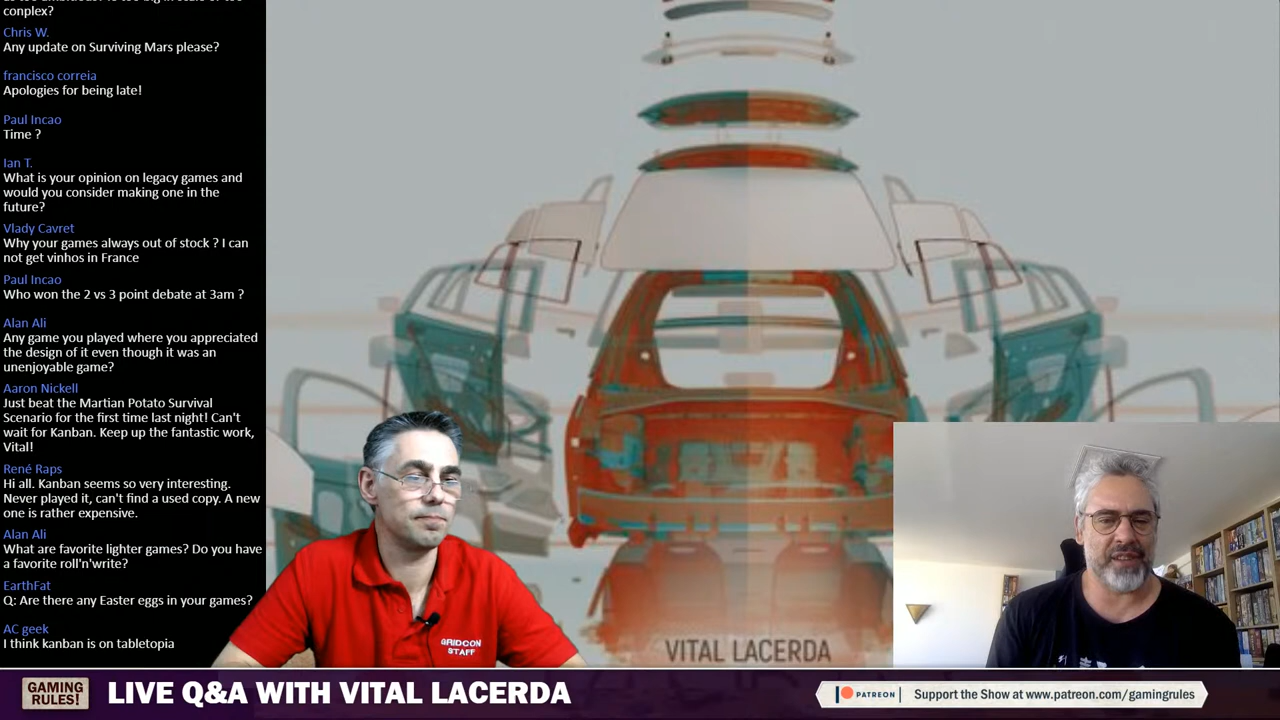 conplex?
Chris W.
Any update on Surviving Mars please?
francisco correia
Apologies for being late!
Paul Incao
Time ?
Ian T.
What is your opinion on legacy games and
would you consider making one in the
future?
Vlady Cavret
Why your games always out of stock ? I can
not get vinhos in France
Paul Incao
Who won the 2 vs 3 point debate at 3am ?
Alan Ali
Any game you played where you appreciated
the design of it even though it was an
unenjoyable game?
Aaron Nickell
Just beat the Martian Potato Survival
Scenario for the first time last night! Can't
wait for Kanban. Keep up the fantastic work,
Vital!
René Raps
Hi all. Kanban seems so very interesting.
Never played it, can't find a used copy. A new
one is rather expensive.
Alan Ali
What are favorite lighter games? Do you have
a favorite roll'n'write?
EarthFat
Q: Are there any Easter eggs in your games?
AC geek
I think kanban is on tabletopia
GRIDCON
STAFF
VITAL LACERDA
GAMING
RULES!
LIVE Q&A WITH VITAL LACERDA
PATREON
Support the Show at www.patreon.com/gamingrules